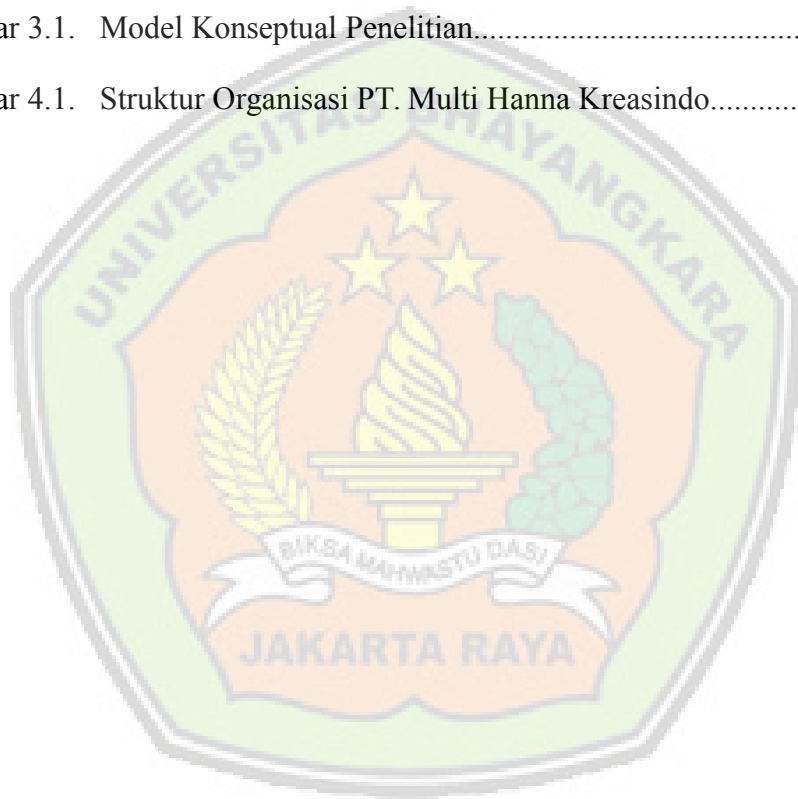 ar 3.1. Model Konseptual Penelitian.....................................
ar 4.1. Struktur Organisasi PT. Multi Hanna Kreasindo...........
UNIVERSITAS BHAYANGKARA
BIKSA MAHWASTU DASI
JAKARTA RAYA